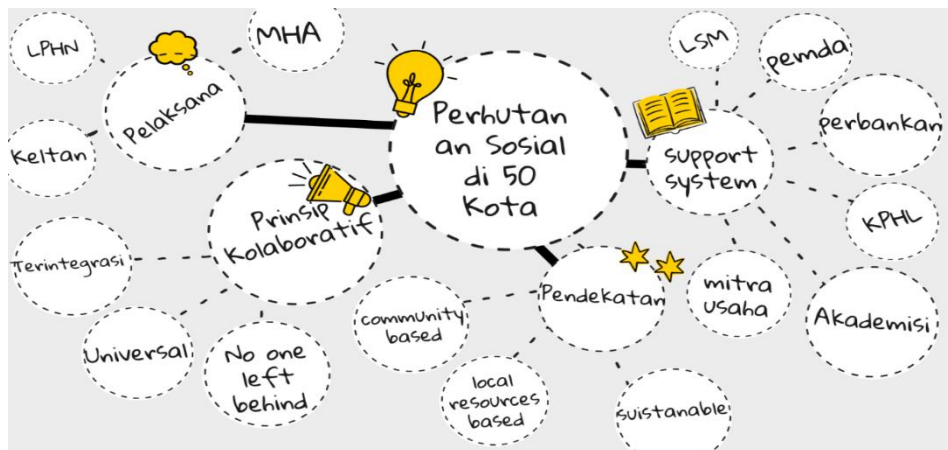 LPHN
MHA
Pelaksana
Keltan
Perhutan
an Sosial
di 50
Kota
LSM
pemda
perbankan
support
system
KPHL
Akademisi
mitra
usaha
Prinsip
Kolaboratif
Terintegrasi
Universal
No one
left
behind
Pendekatan
community
based
local
resources
based
suistanable